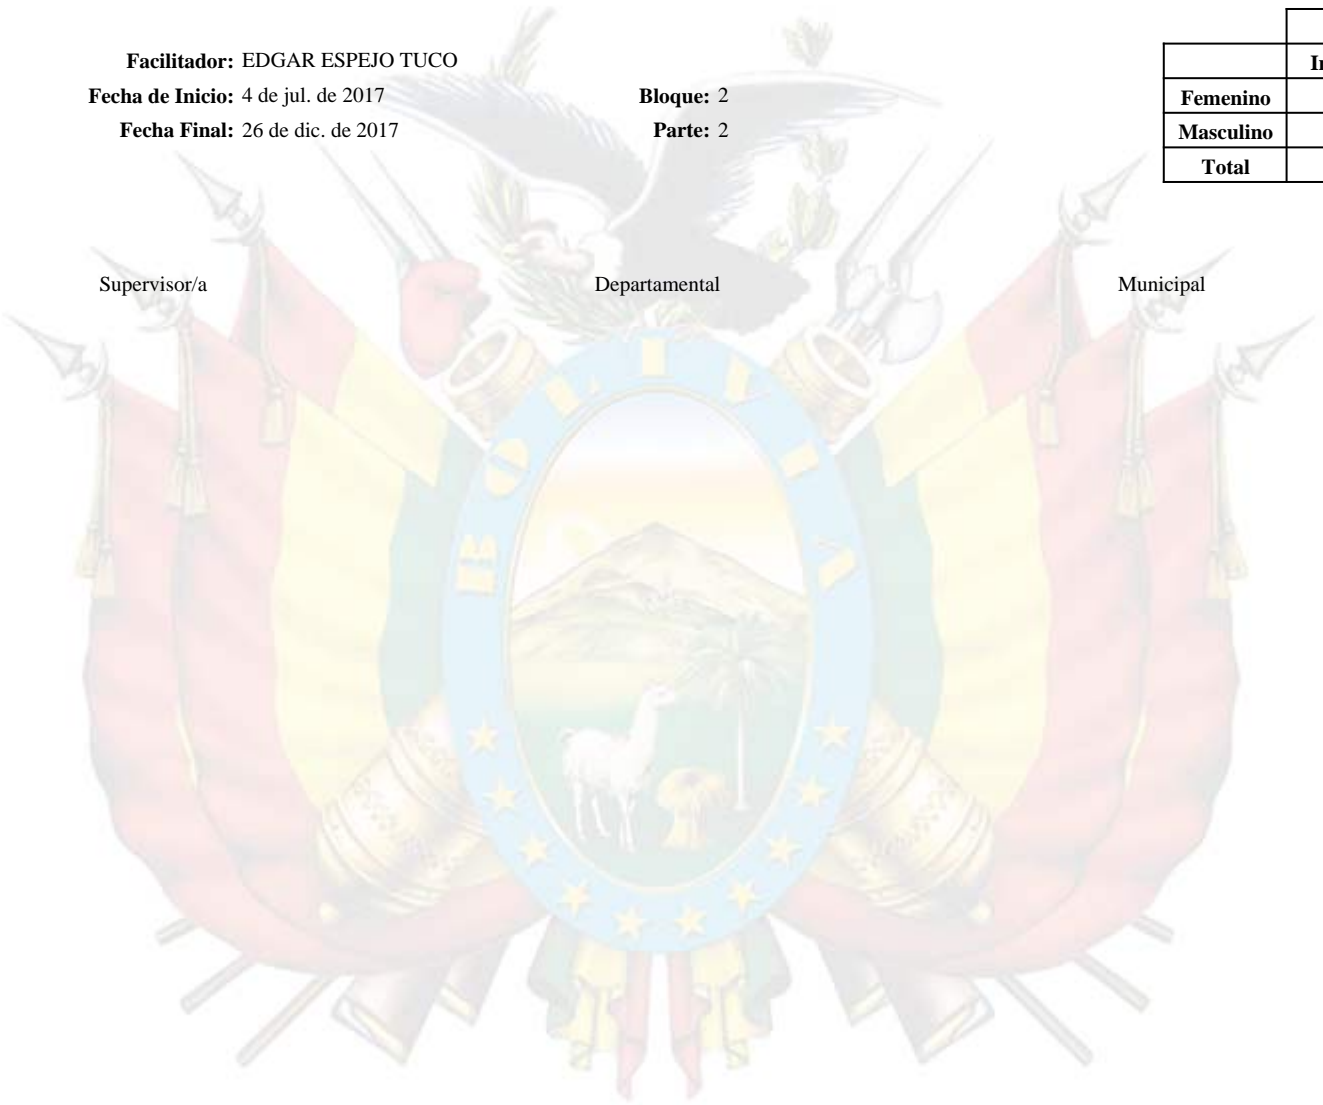 Facilitador: EDGAR ESPEJO TUCO
Fecha de Inicio: 4 de jul. de 2017 Bloque: 2
Fecha Final: 26 de dic. de 2017 Parte: 2
Femenino
Masculino
Total
Supervisor/a Departamental Municipal
BOLIVIA